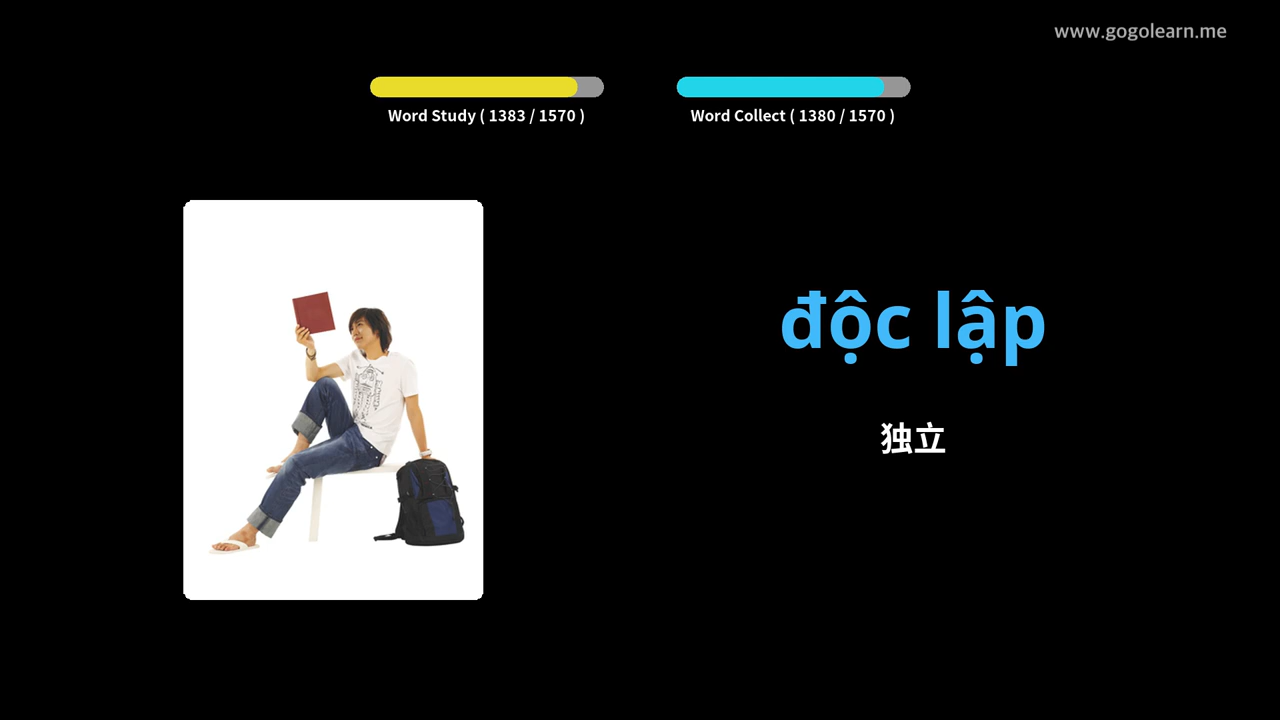 www.gogolearn.me
Word Study ( 1383 / 1570 )
Word Collect ( 1380 / 1570 )
độc lập
独立